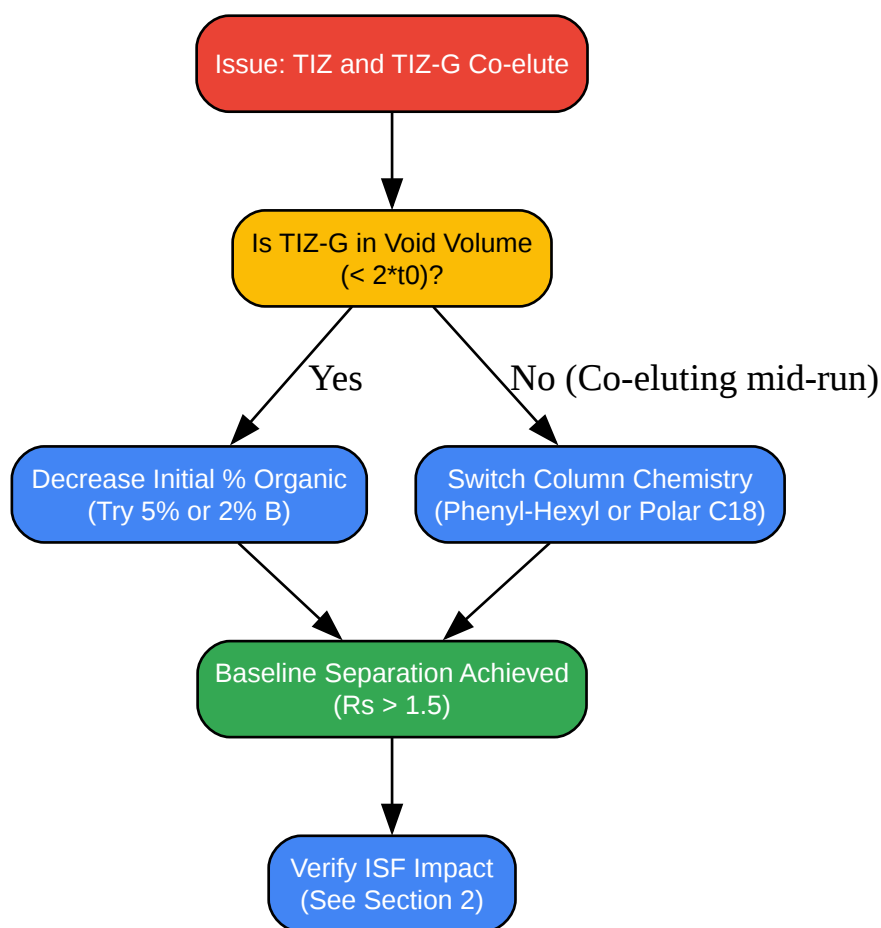 Issue: TIZ and TIZ-G Co-elute
Is TIZ-G in Void Volume
(< 2*t0)?
Yes
No (Co-eluting mid-run)
Decrease Initial % Organic
(Try 5% or 2% B)
Switch Column Chemistry
(Phenyl-Hexyl or Polar C18)
Baseline Separation Achieved
(Rs > 1.5)
Verify ISF Impact
(See Section 2)